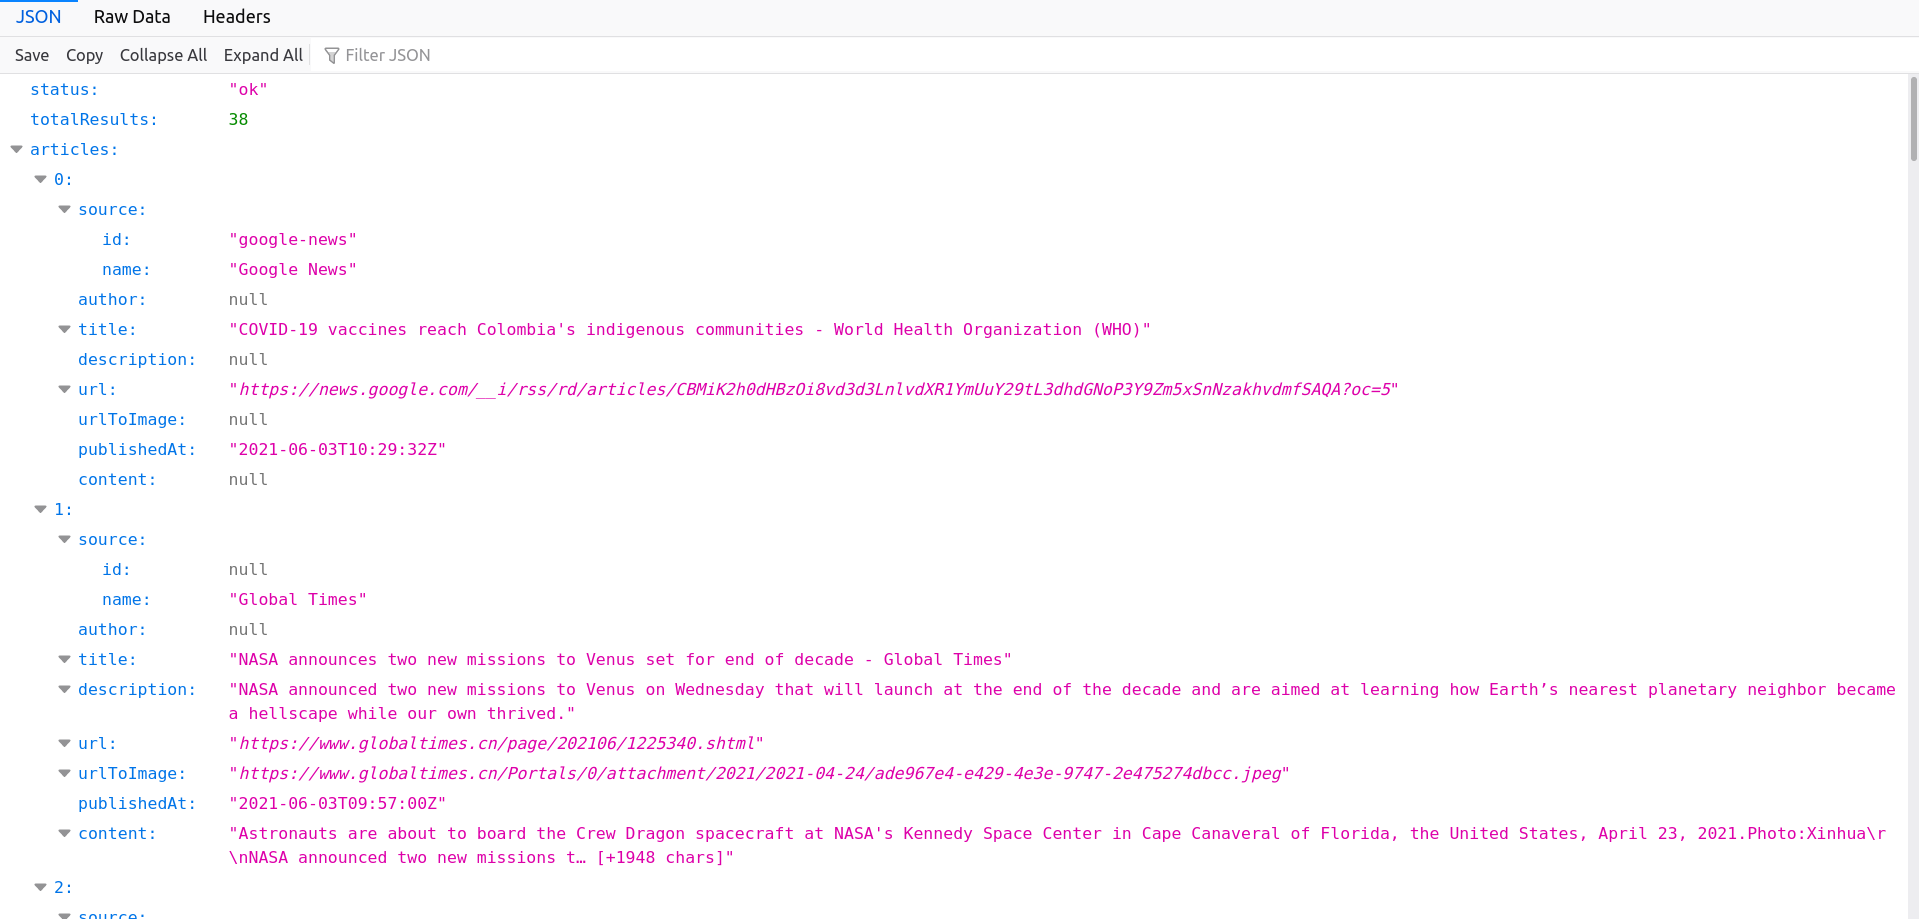 JSON Raw Data Headers
Save Copy Collapse All Expand All Filter JSON
status: "ok"
totalResults: 38
articles:
0:
source:
id: "google-news"
name: "Google News"
author: null
title: "COVID-19 vaccines reach Colombia's indigenous communities - World Health Organization (WHO)"
description: null
url: "https://news.google.com/__i/rss/rd/articles/CBMiK2h0dHBzOi8vd3d3LnlvdXR1YmUuY29tL3dhdGNoP3Y9Zm5xSnNzakhvdmfSAQA?oc=5"
urlToImage: null
publishedAt: "2021-06-03T10:29:32Z"
content: null
1:
source:
id: null
name: "Global Times"
author: null
title: "NASA announces two new missions to Venus set for end of decade - Global Times"
description: "NASA announced two new missions to Venus on Wednesday that will launch at the end of the decade and are aimed at learning how Earth’s nearest planetary neighbor became
a hellscape while our own thrived."
url: "https://www.globaltimes.cn/page/202106/1225340.shtml"
urlToImage: "https://www.globaltimes.cn/Portals/0/attachment/2021/2021-04-24/ade967e4-e429-4e3e-9747-2e475274dbcc.jpeg"
publishedAt: "2021-06-03T09:57:00Z"
content: "Astronauts are about to board the Crew Dragon spacecraft at NASA's Kennedy Space Center in Cape Canaveral of Florida, the United States, April 23, 2021.Photo:Xinhua\r
\nNASA announced two new missions t… [+1948 chars]"
2:
source: